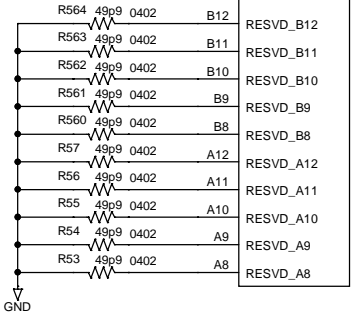 R564 49p9 0402 B12 RESVD_B12
R563 49p9 0402 B11 RESVD_B11
R562 49p9 0402 B10 RESVD_B10
R561 49p9 0402 B9 RESVD_B9
R560 49p9 0402 B8 RESVD_B8
R57 49p9 0402 A12 RESVD_A12
R56 49p9 0402 A11 RESVD_A11
R55 49p9 0402 A10 RESVD_A10
R54 49p9 0402 A9 RESVD_A9
R53 49p9 0402 A8 RESVD_A8
GND